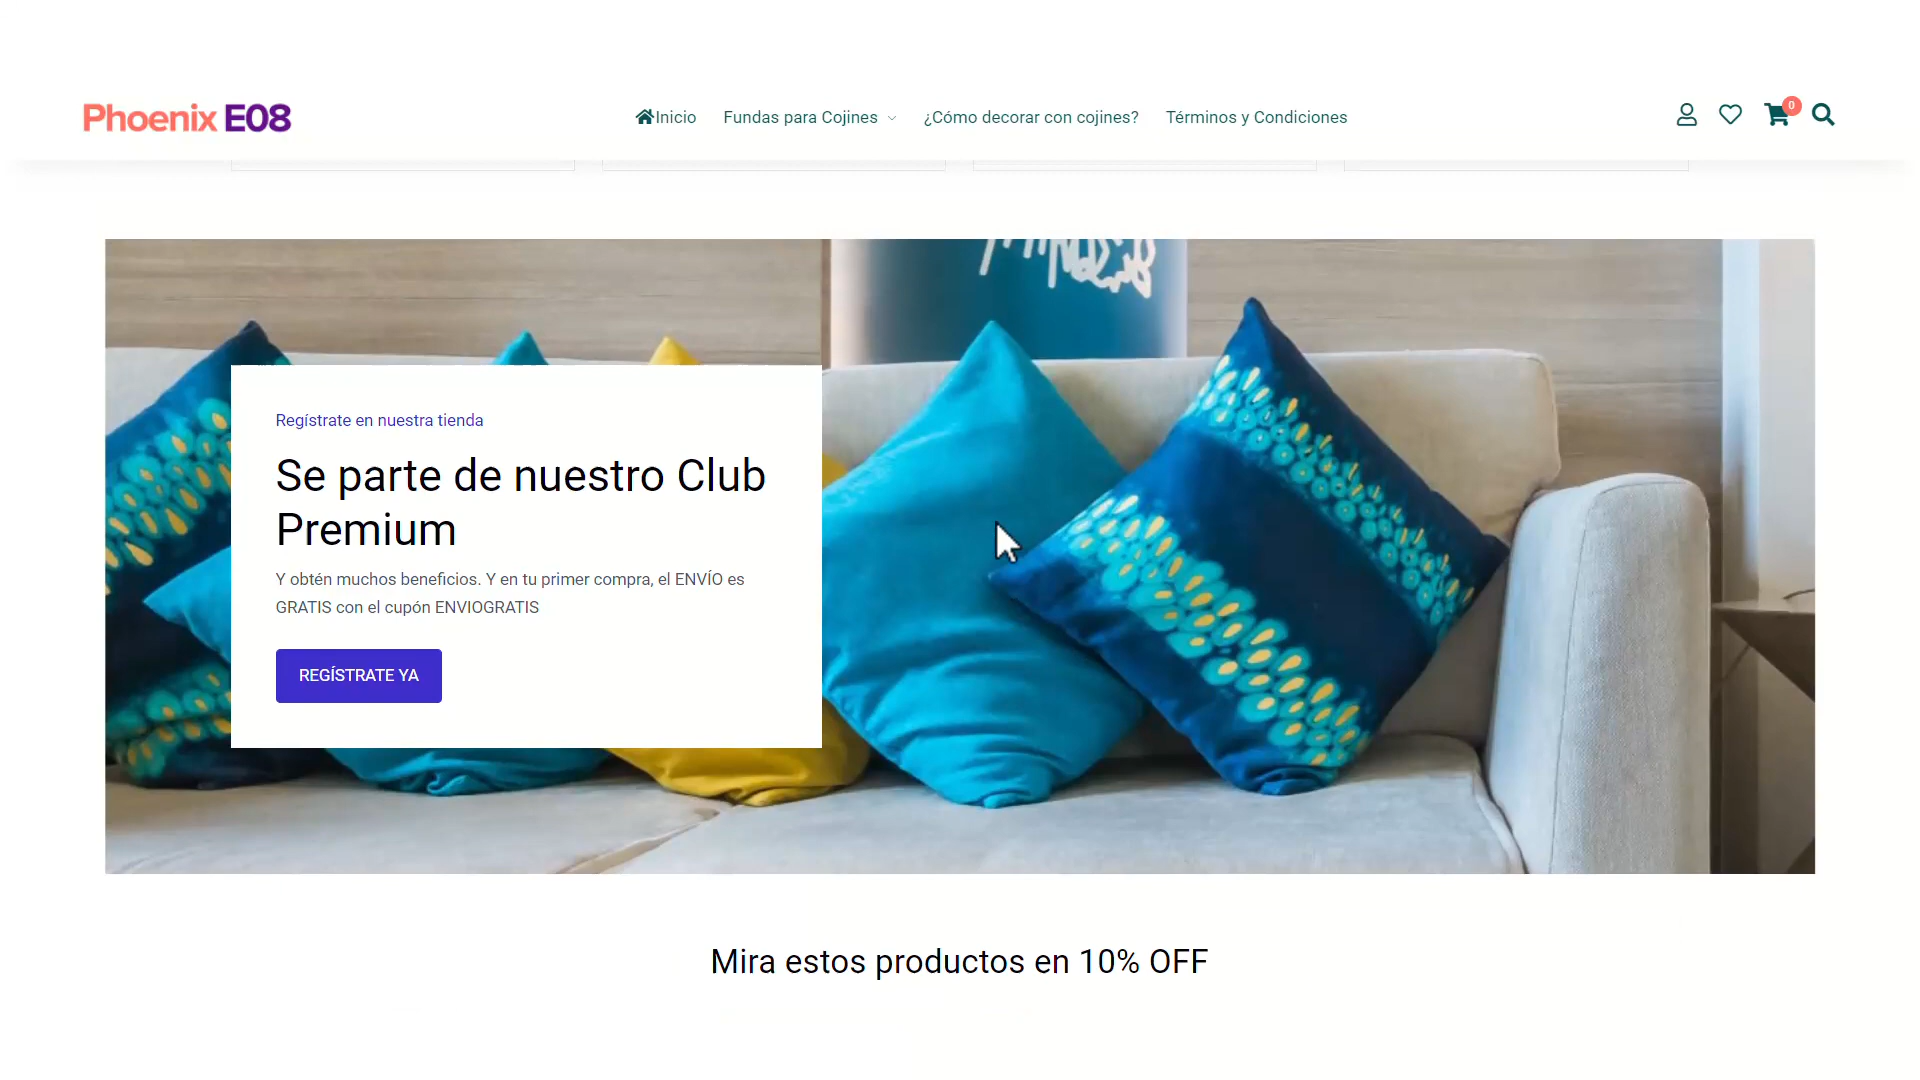 Phoenix E08
Inicio Fundas para Cojines ¿Cómo decorar con cojines? Términos y Condiciones
0
Regístrate en nuestra tienda
Se parte de nuestro Club
Premium
Y obtén muchos beneficios. Y en tu primer compra, el ENVÍO es
GRATIS con el cupón ENVIOGRATIS
REGÍSTRATE YA
Mira estos productos en 10% OFF